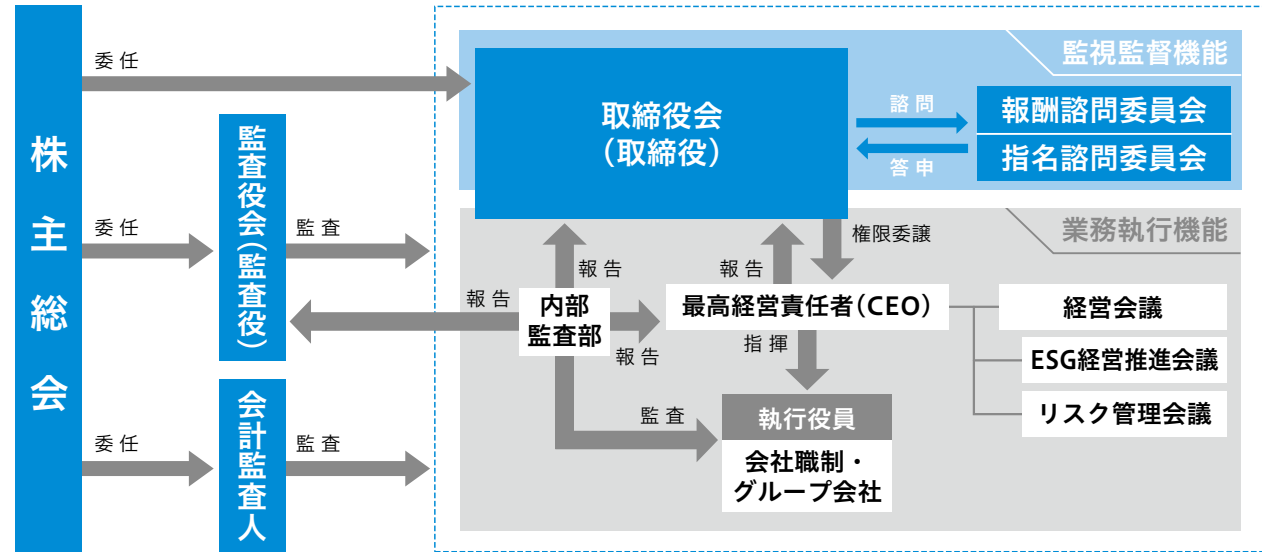 株主総会
委任
委任
委任
監査役会(監査役)
会計監査人
監査
監査
監視監督機能
取締役会
(取締役)
諮問
答申
報酬諮問委員会
指名諮問委員会
業務執行機能
権限委譲
報告
報告
報告
報告
内部
監査部
最高経営責任者(CEO)
指揮
監査
執行役員
会社職制・
グループ会社
経営会議
ESG経営推進会議
リスク管理会議